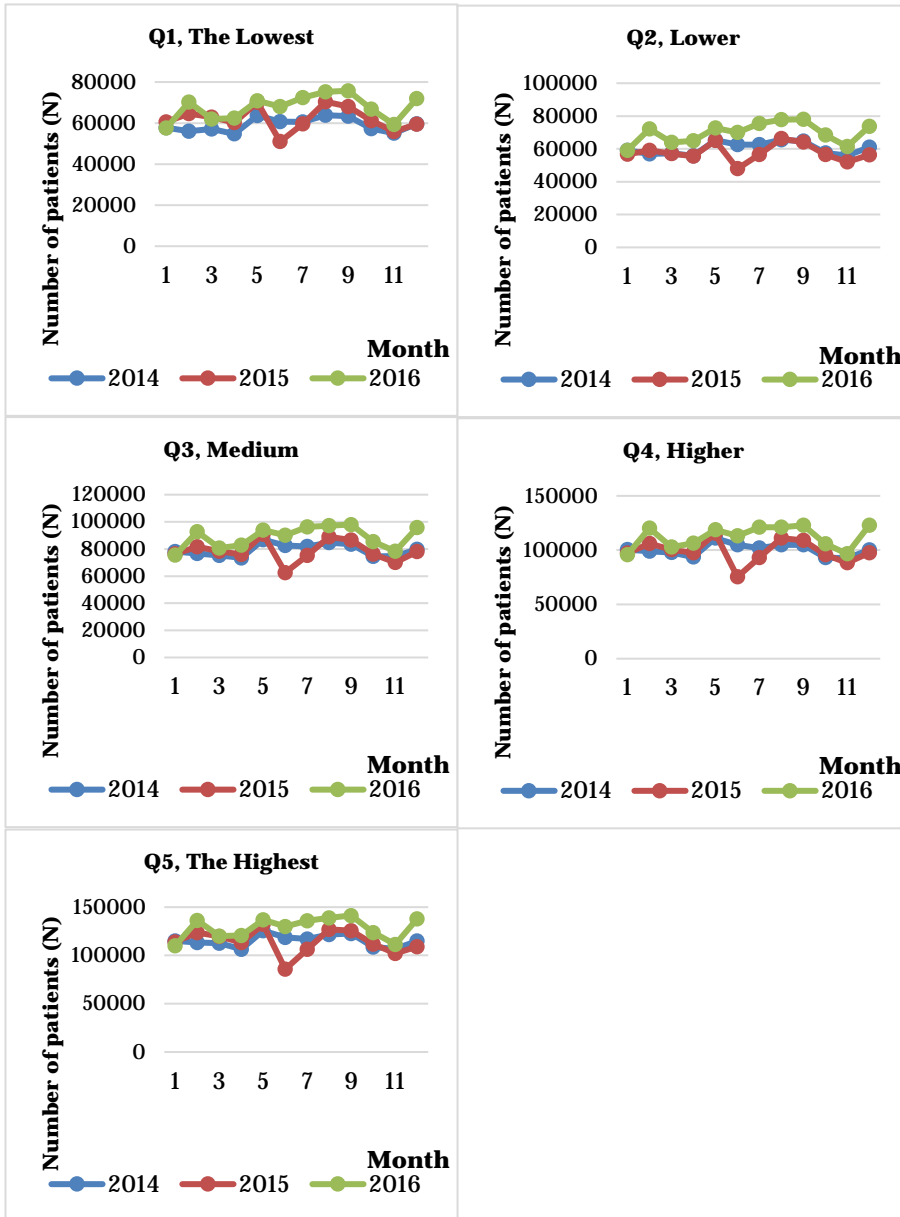 Q1, The Lowest
Number of patients (N)
80000
60000
40000
20000
0
1 3 5 7 9 11
Month
2014 2015 2016
Q2, Lower
Number of patients (N)
100000
80000
60000
40000
20000
0
1 3 5 7 9 11
Month
2014 2015 2016
Q3, Medium
Number of patients (N)
120000
100000
80000
60000
40000
20000
0
1 3 5 7 9 11
Month
2014 2015 2016
Q4, Higher
Number of patients (N)
150000
100000
50000
0
1 3 5 7 9 11
Month
2014 2015 2016
Q5, The Highest
Number of patients (N)
150000
100000
50000
0
1 3 5 7 9 11
Month
2014 2015 2016